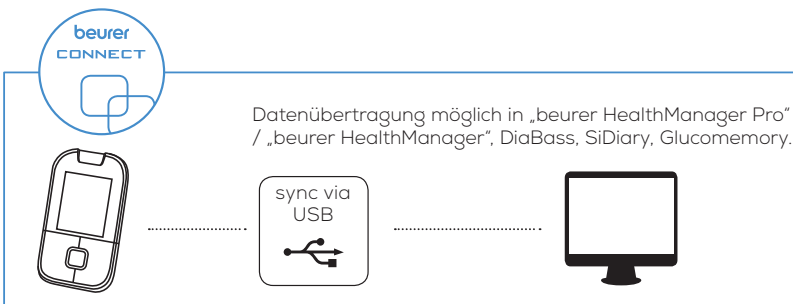 beurer
CONNECT
Datenübertragung möglich in „beurer HealthManager Pro“
/ „beurer HealthManager“, DiaBass, SiDiary, Glucomemory.
sync via
USB